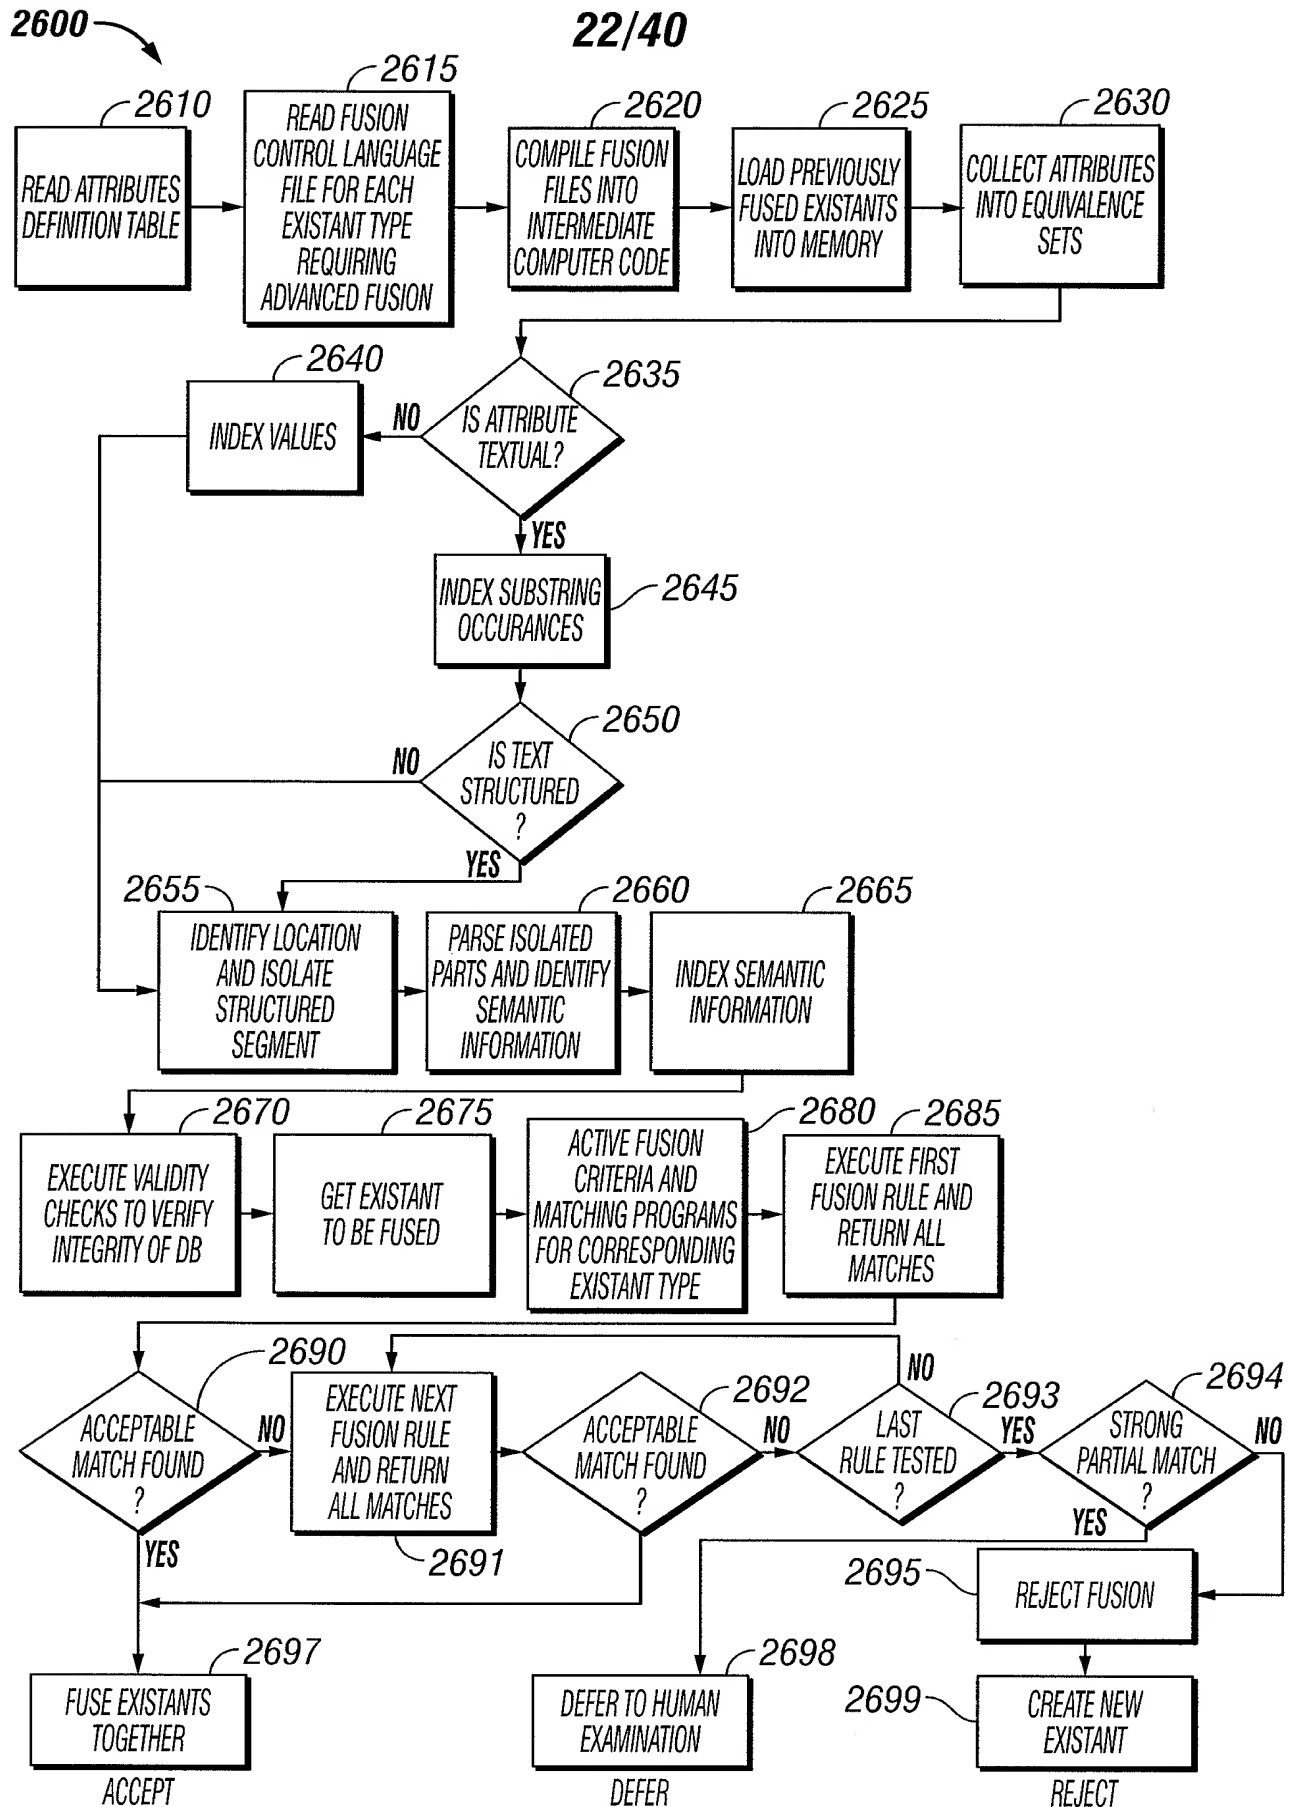 2600
22/40
2610
READ ATTRIBUTES
DEFINITION TABLE
2615
READ FUSION
CONTROL LANGUAGE
FILE FOR EACH
EXISTANT TYPE
REQUIRING
ADVANCED FUSION
2620
COMPILE FUSION
FILES INTO
INTERMEDIATE
COMPUTER CODE
2625
LOAD PREVIOUSLY
FUSED EXISTANTS
INTO MEMORY
2630
COLLECT ATTRIBUTES
INTO EQUIVALENCE
SETS
2635
IS ATTRIBUTE
TEXTUAL?
NO
2640
INDEX VALUES
YES
INDEX SUBSTRING
OCCURANCES
2645
2650
IS TEXT
STRUCTURED
?
NO
YES
2655
IDENTIFY LOCATION
AND ISOLATE
STRUCTURED
SEGMENT
2660
PARSE ISOLATED
PARTS AND IDENTIFY
SEMANTIC
INFORMATION
2665
INDEX SEMANTIC
INFORMATION
2670
EXECUTE VALIDITY
CHECKS TO VERIFY
INTEGRITY OF DB
2675
GET EXISTANT
TO BE FUSED
2680
ACTIVE FUSION
CRITERIA AND
MATCHING PROGRAMS
FOR CORRESPONDING
EXISTANT TYPE
2685
EXECUTE FIRST
FUSION RULE AND
RETURN ALL
MATCHES
2690
ACCEPTABLE
MATCH FOUND
?
NO
YES
EXECUTE NEXT
FUSION RULE
AND RETURN
ALL MATCHES
2691
2692
ACCEPTABLE
MATCH FOUND
?
NO
2693
LAST
RULE TESTED
?
NO
YES
2694
STRONG
PARTIAL MATCH
?
NO
YES
2695
REJECT FUSION
2697
FUSE EXISTANTS
TOGETHER
ACCEPT
2698
DEFER TO HUMAN
EXAMINATION
DEFER
2699
CREATE NEW
EXISTANT
REJECT